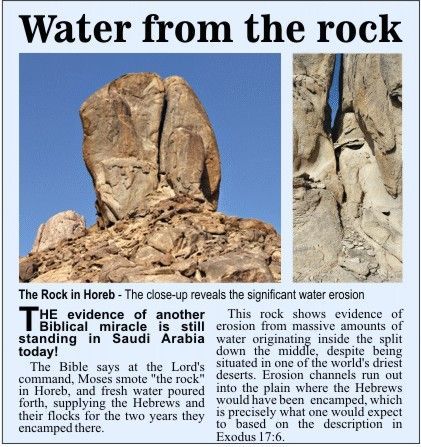 Water from the rock
The Rock in Horeb - The close-up reveals the significant water erosion
THE evidence of another
Biblical miracle is still
standing in Saudi Arabia
today!
The Bible says at the Lord's
command, Moses smote "the rock"
in Horeb, and fresh water poured
forth, supplying the Hebrews and
their flocks for the two years they
encamped there.
This rock shows evidence of
erosion from massive amounts of
water originating inside the split
down the middle, despite being
situated in one of the world's driest
deserts. Erosion channels run out
into the plain where the Hebrews
would have been encamped, which
is precisely what one would expect
to based on the description in
Exodus 17:6.